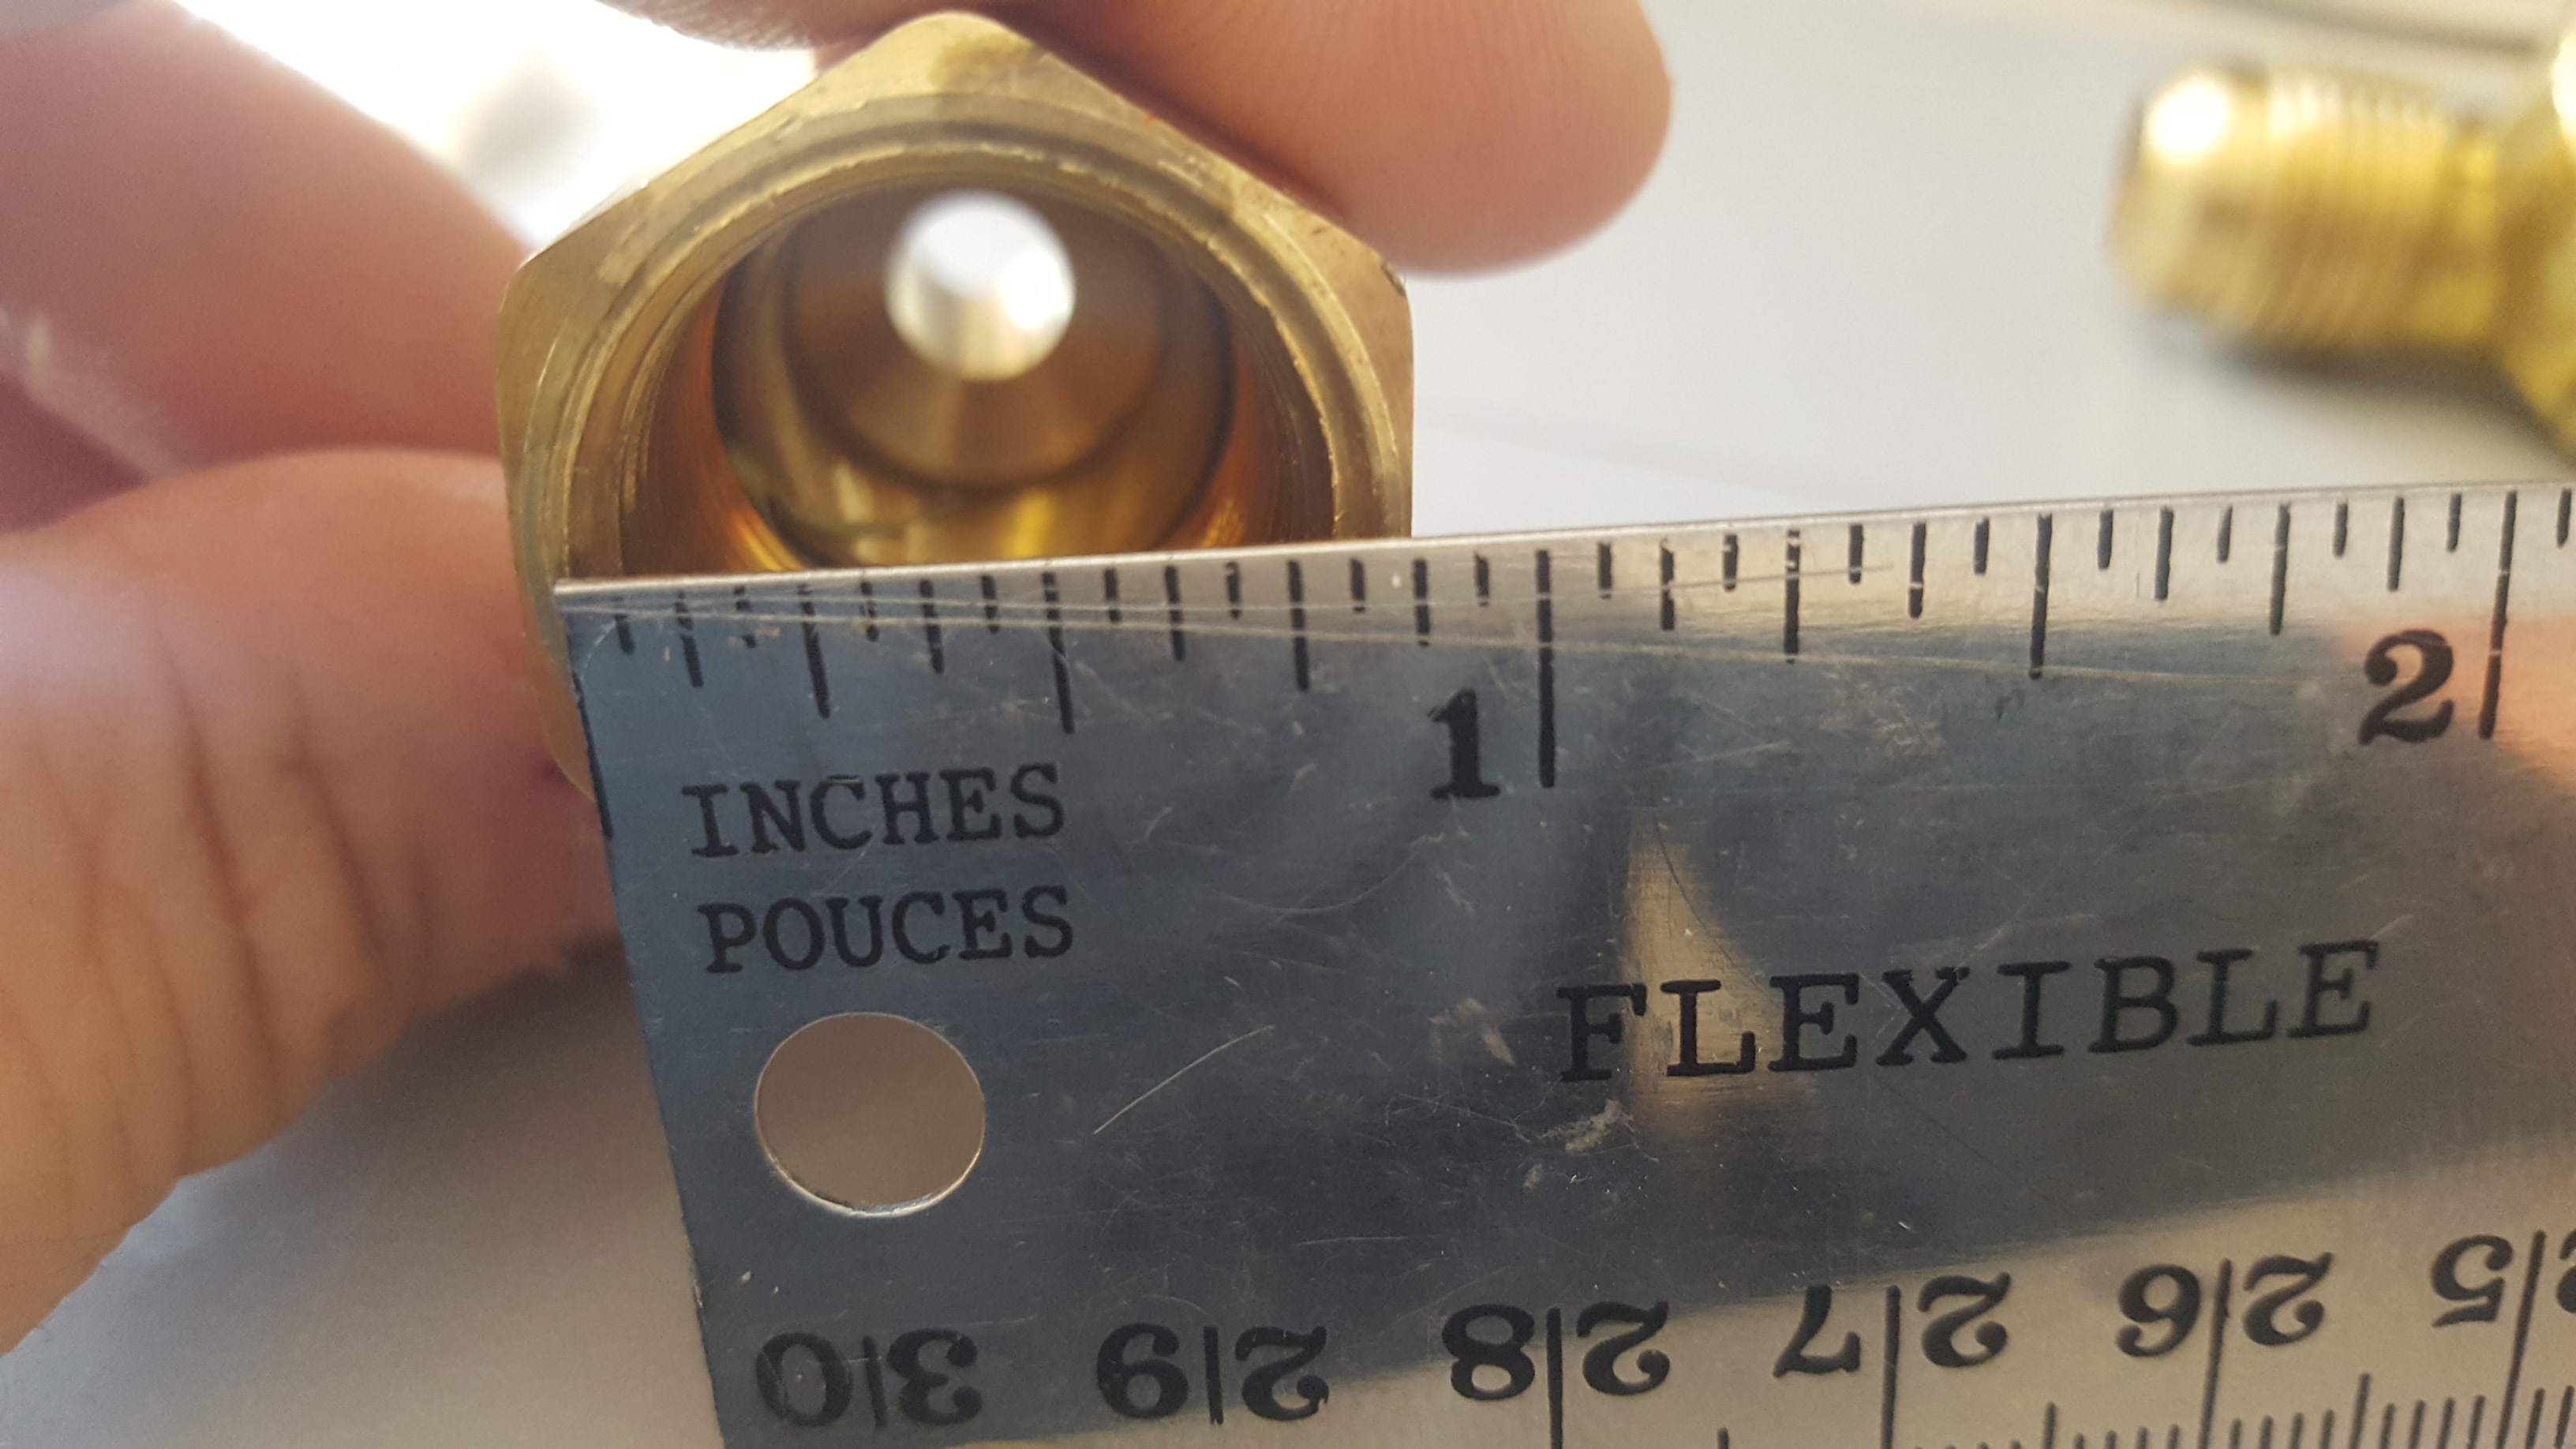 1
2
INCHES
POUCES
FLEXIBLE
30 29 28 27 26 25